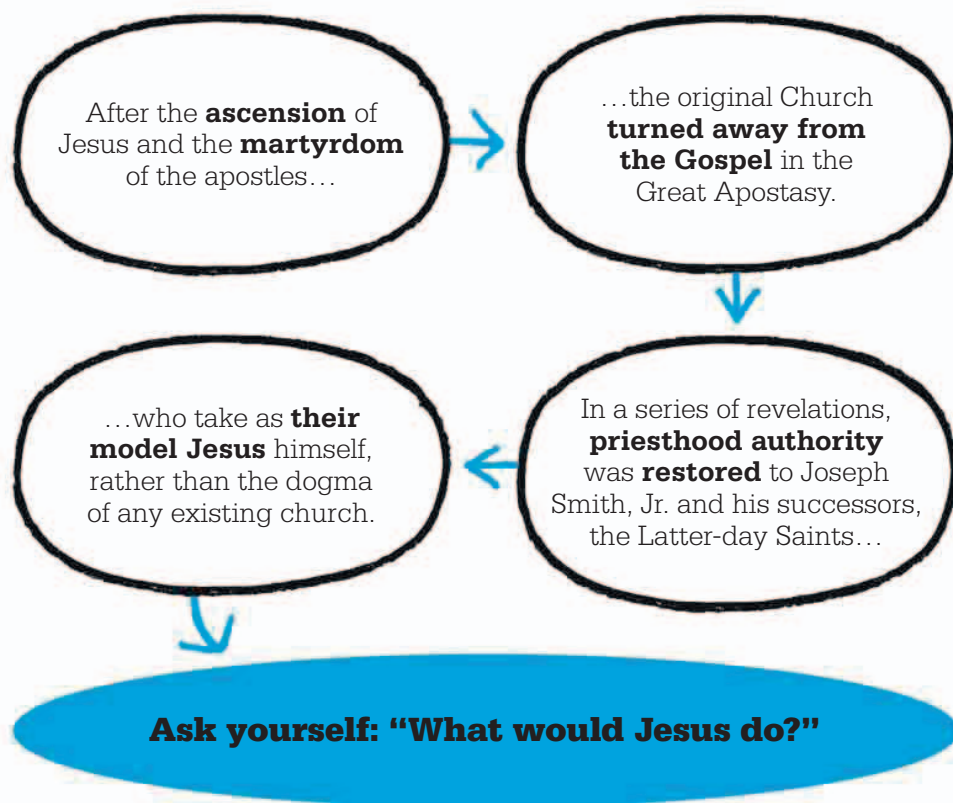 After the ascension of
Jesus and the martyrdom
of the apostles…
…the original Church
turned away from
the Gospel in the
Great Apostasy.
In a series of revelations,
priesthood authority
was restored to Joseph
Smith, Jr. and his successors,
the Latter-day Saints…
…who take as their
model Jesus himself,
rather than the dogma
of any existing church.
Ask yourself: “What would Jesus do?”